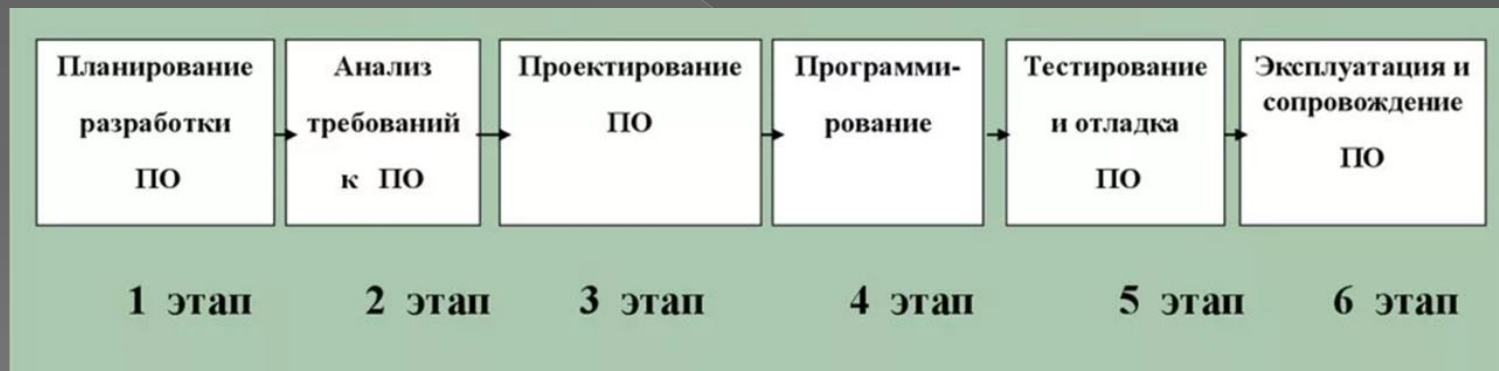 Планирование
разработки
ПО
Анализ
требований
к ПО
Проектирование
ПО
Программи-
рование
Тестирование
и отладка
ПО
Эксплуатация и
сопровождение
ПО
1 этап
2 этап
3 этап
4 этап
5 этап
6 этап